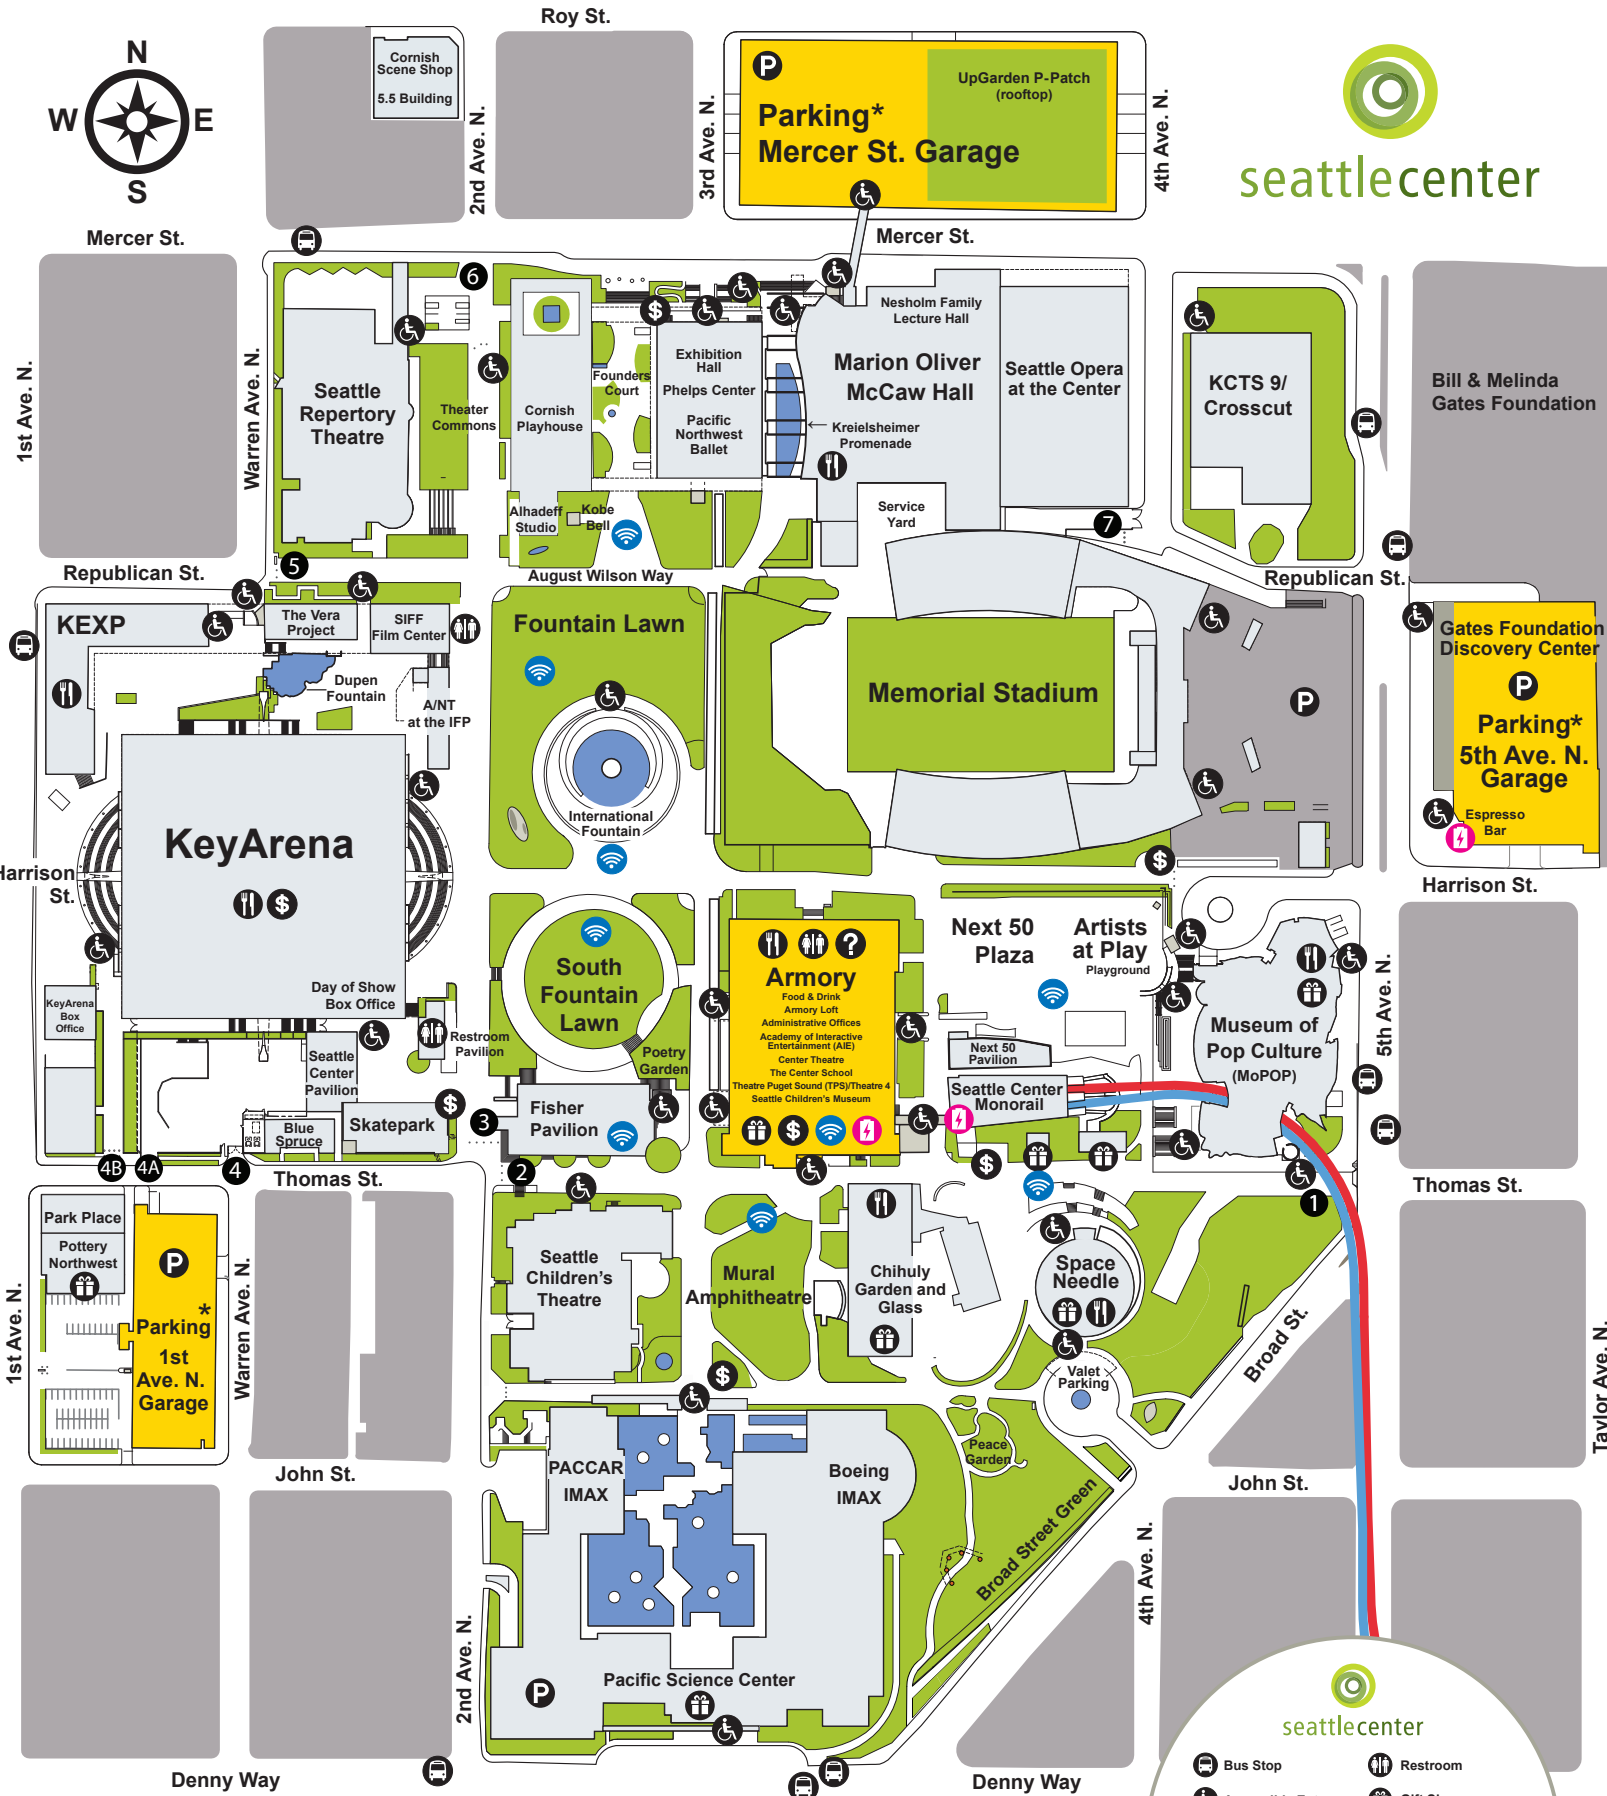 Roy St.
N
W
E
S
Cornish
Scene Shop
5.5 Building
2nd Ave. N.
3rd Ave. N.
P
Parking*
Mercer St. Garage
UpGarden P-Patch
(rooftop)
4th Ave. N.
seattlecenter
Mercer St.
Mercer St.
6
1st Ave. N.
Warren Ave. N.
Seattle
Repertory
Theatre
Theater
Commons
Cornish
Playhouse
Founders
Court
$
Exhibition
Hall
Phelps Center
Pacific
Northwest
Ballet
Nesholm Family
Lecture Hall
Marion Oliver
McCaw Hall
Kreielsheimer
Promenade
Seattle Opera
at the Center
KCTS 9/
Crosscut
Bill & Melinda
Gates Foundation
Alhadeff
Studio
Kobe
Bell
Service
Yard
7
5
Republican St.
August Wilson Way
Republican St.
KEXP
The Vera
Project
SIFF
Film Center
Dupen
Fountain
A/NT
at the IFP
Fountain Lawn
International
Fountain
Memorial Stadium
P
Gates Foundation
Discovery Center
P
Parking*
5th Ave. N.
Garage
Espresso
Bar
KeyArena
$
Harrison
St.
$
Harrison St.
Day of Show
Box Office
KeyArena
Box
Office
Restroom
Pavilion
Seattle
Center
Pavilion
Skatepark
$
Blue
Spruce
South
Fountain
Lawn
Poetry
Garden
3
Fisher
Pavilion
?
Armory
Food & Drink
Armory Loft
Administrative Offices
Academy of Interactive
Entertainment (AIE)
Center Theatre
The Center School
Theatre Puget Sound (TPS)/Theatre 4
Seattle Children's Museum
$
Next 50
Plaza
Artists
at Play
Playground
Next 50
Pavilion
Seattle Center
Monorail
$
Museum of
Pop Culture
(MoPOP)
5th Ave. N.
4B
4A
4
Thomas St.
2
1
Thomas St.
Park Place
Pottery
Northwest
P
*
Parking
1st
Ave. N.
Garage
1st Ave. N.
Warren Ave. N.
Seattle
Children's
Theatre
Mural
Amphitheatre
Chihuly
Garden and
Glass
Space
Needle
Valet
Parking
$
Broad St.
Taylor Ave. N.
John St.
John St.
PACCAR
IMAX
Boeing
IMAX
Peace
Garden
Broad Street Green
4th Ave. N.
2nd Ave. N.
P
Pacific Science Center
Denny Way
Denny Way
seattlecenter
Bus Stop
Restroom